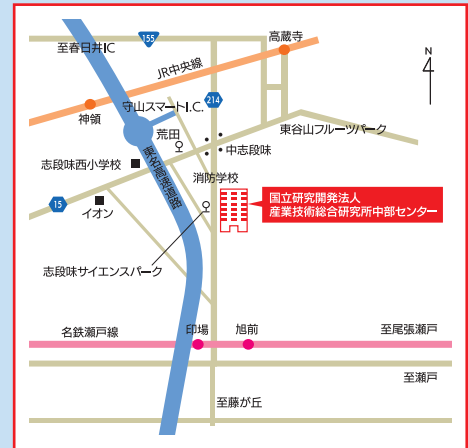 155
至春日井IC
高蔵寺
JR中央線
N
守山スマートI.C.
214
神領
荒田
東谷山フルーツパーク
中志段味
志段味西小学校
東名高速道路
消防学校
15
イオン
国立研究開発法人
産業技術総合研究所中部センター
志段味サイエンスパーク
名鉄瀬戸線
印場
旭前
至尾張瀬戸
至瀬戸
至藤が丘